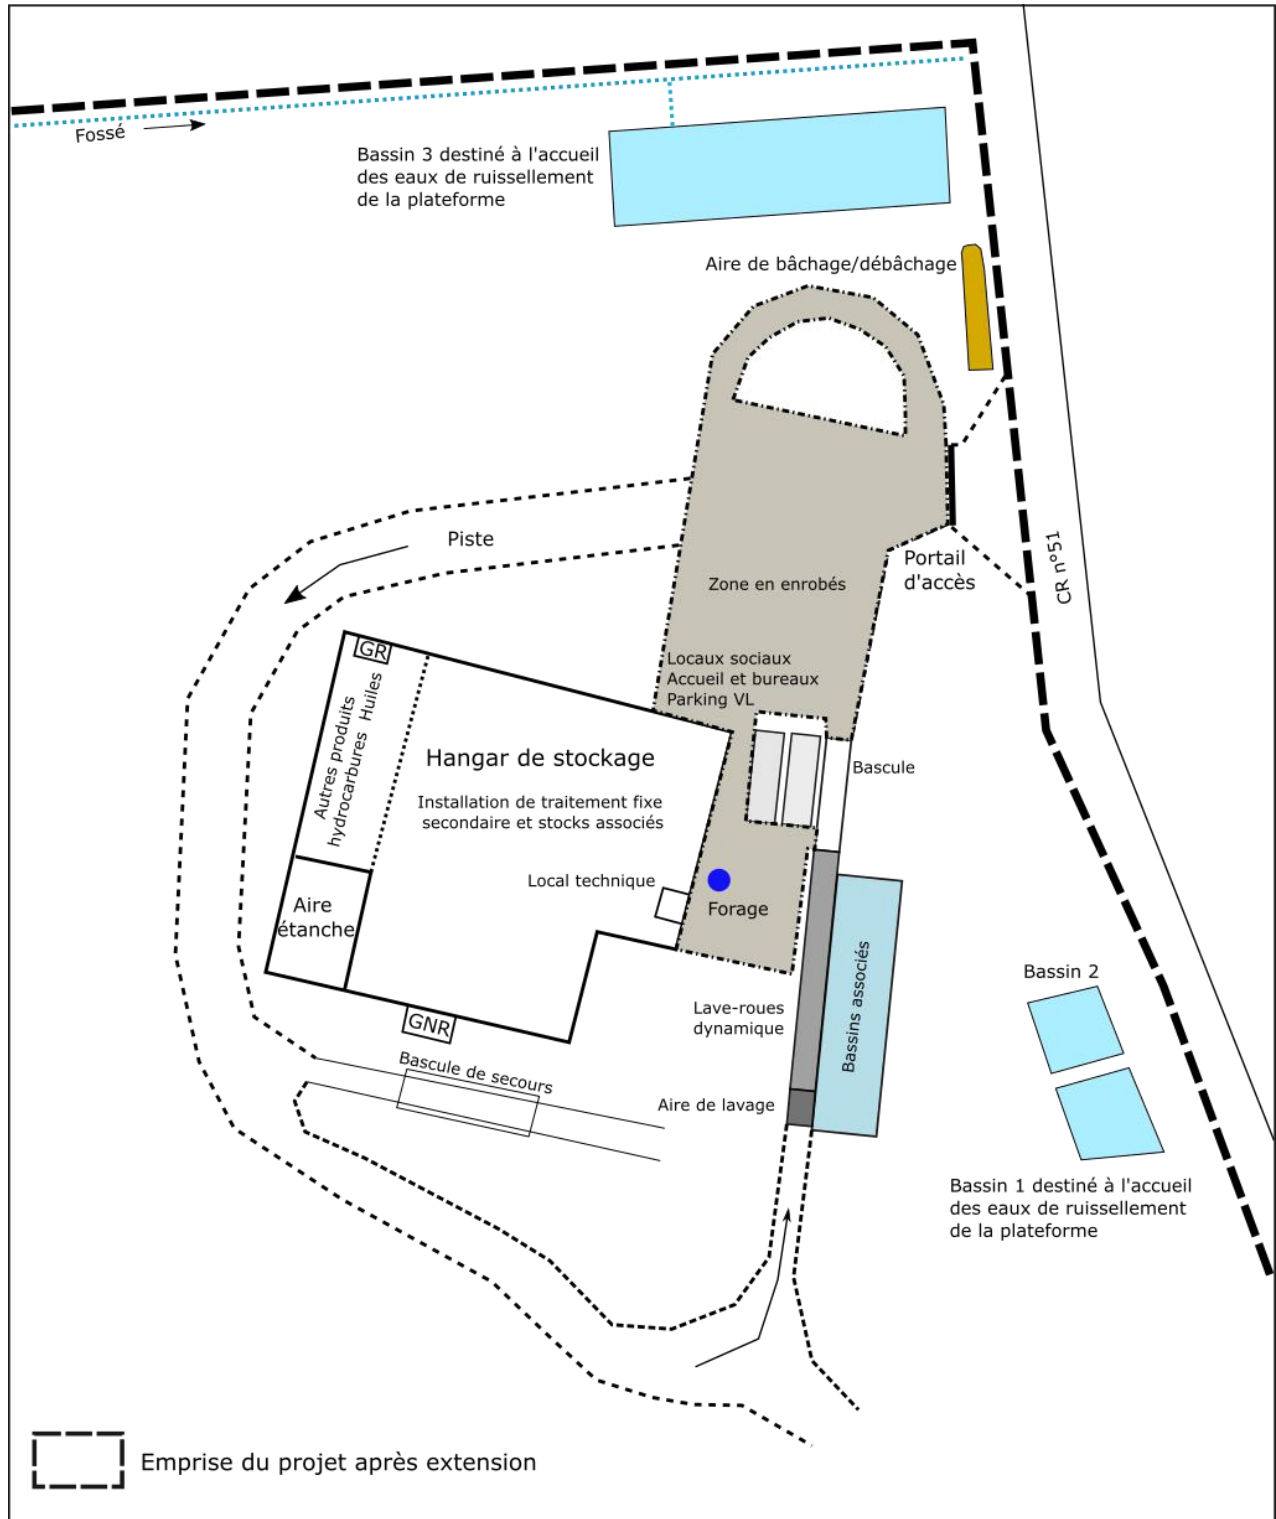 Fossé
Bassin 3 destiné à l'accueil
des eaux de ruissellement
de la plateforme
Aire de bâchage/débâchage
Piste
CR n°51
Portail
d'accès
Zone en enrobés
GR
Locaux sociaux
Accueil et bureaux
Parking VL
Autres produits Huiles
hydrocarbures
Hangar de stockage
Bascule
Installation de traitement fixe
secondaire et stocks associés
Local technique
Forage
Aire
étanche
Bassins associés
Bassin 2
Lave-roues
dynamique
GNR
Bascule de secours
Aire de lavage
Bassin 1 destiné à l'accueil
des eaux de ruissellement
de la plateforme
Emprise du projet après extension